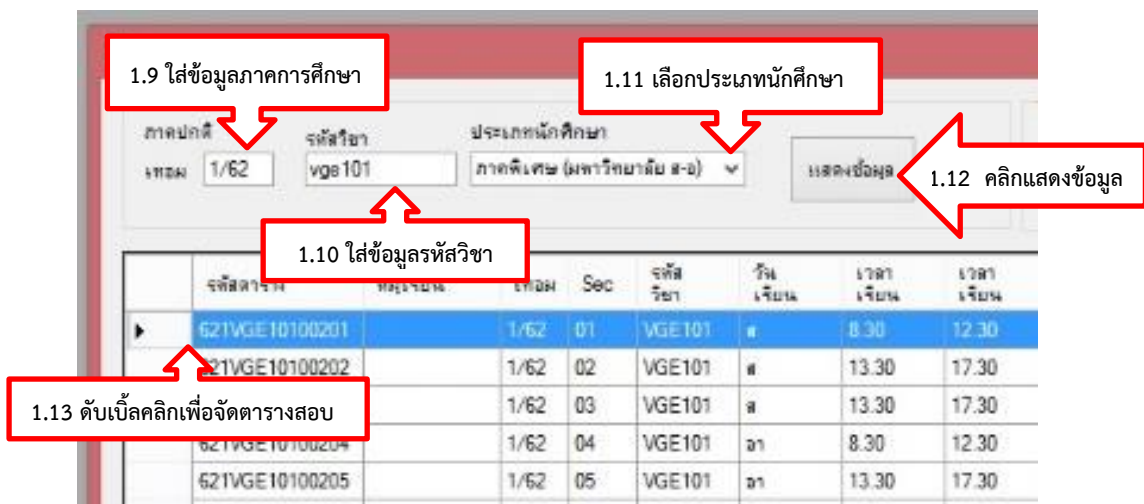 1.9 ใส่ข้อมูลภาคการศึกษา
1.11 เลือกประเภทนักศึกษา
ภาคปกติ
รหัสวิชา
ประเภทนักศึกษา
เทอม 1/62 vge101 ภาคพิเศษ (มหาวิทยาลัย ส-อ) แสดงข้อมูล
1.12 คลิกแสดงข้อมูล
1.10 ใส่ข้อมูลรหัสวิชา
รหัสตาราง หมู่เรียน เทอม Sec รหัสวิชา วันเรียน เวลาเรียน เวลาเรียน
621VGE10100201 1/62 01 VGE101 ส 8.30 12.30
621VGE10100202 1/62 02 VGE101 ส 13.30 17.30
1.13 ดับเบิ้ลคลิกเพื่อจัดตารางสอบ
1/62 03 VGE101 ส 13.30 17.30
621VGE10100204 1/62 04 VGE101 อา 8.30 12.30
621VGE10100205 1/62 05 VGE101 อา 13.30 17.30